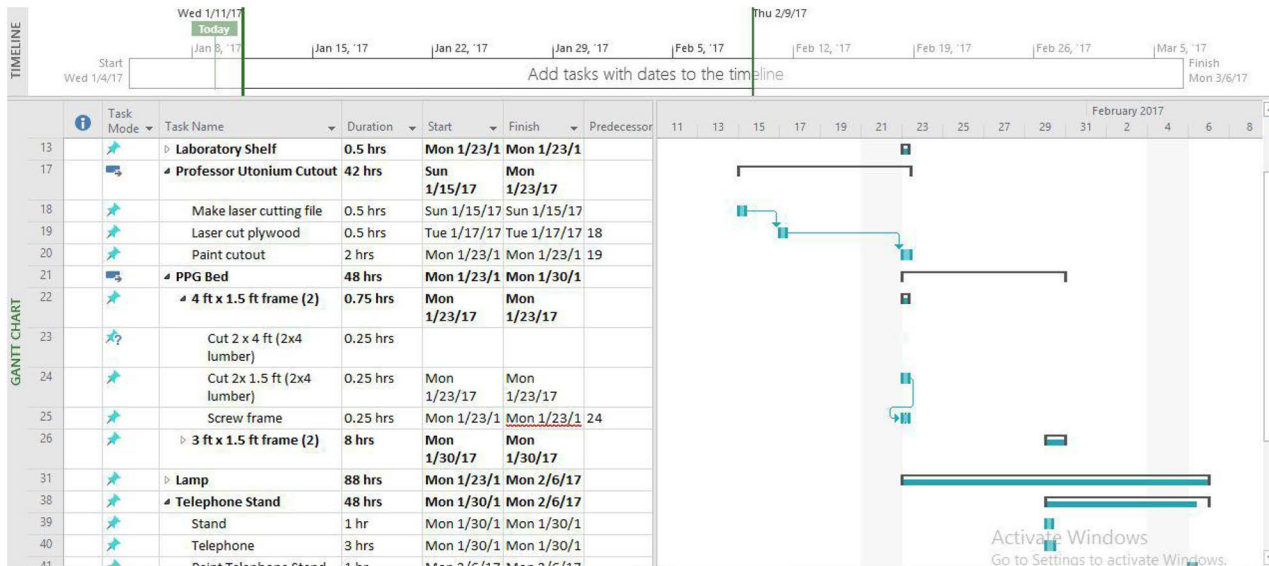 Wed 1/11/17 Thu 2/9/17
Today
Jan 8, '17 Jan 15, '17 Jan 22, '17 Jan 29, '17 Feb 5, '17 Feb 12, '17 Feb 19, '17 Feb 26, '17 Mar 5, '17
TIMELINE
Start
Wed 1/4/17
Add tasks with dates to the timeline
Finish
Mon 3/6/17
GANTT CHART
Task Mode Task Name Duration Start Finish Predecessor
February 2017
11 13 15 17 19 21 23 25 27 29 31 2 4 6 8
13 Laboratory Shelf 0.5 hrs Mon 1/23/1 Mon 1/23/1
17 Professor Utonium Cutout 42 hrs Sun 1/15/17 Mon 1/23/17
18 Make laser cutting file 0.5 hrs Sun 1/15/17 Sun 1/15/17
19 Laser cut plywood 0.5 hrs Tue 1/17/17 Tue 1/17/17 18
20 Paint cutout 2 hrs Mon 1/23/1 Mon 1/23/1 19
21 PPG Bed 48 hrs Mon 1/23/1 Mon 1/30/1
22 4 ft x 1.5 ft frame (2) 0.75 hrs Mon 1/23/17 Mon 1/23/17
23 Cut 2 x 4 ft (2x4 lumber) 0.25 hrs
24 Cut 2x 1.5 ft (2x4 lumber) 0.25 hrs Mon 1/23/17 Mon 1/23/17
25 Screw frame 0.25 hrs Mon 1/23/1 Mon 1/23/1 24
26 3 ft x 1.5 ft frame (2) 8 hrs Mon 1/30/17 Mon 1/30/17
31 Lamp 88 hrs Mon 1/23/1 Mon 2/6/17
38 Telephone Stand 48 hrs Mon 1/30/1 Mon 2/6/17
39 Stand 1 hr Mon 1/30/1 Mon 1/30/1
40 Telephone 3 hrs Mon 1/30/1 Mon 1/30/1
41 Paint Telephone Stand 1 hr Mon 2/6/17 Mon 2/6/17
Activate Windows
Go to Settings to activate Windows.